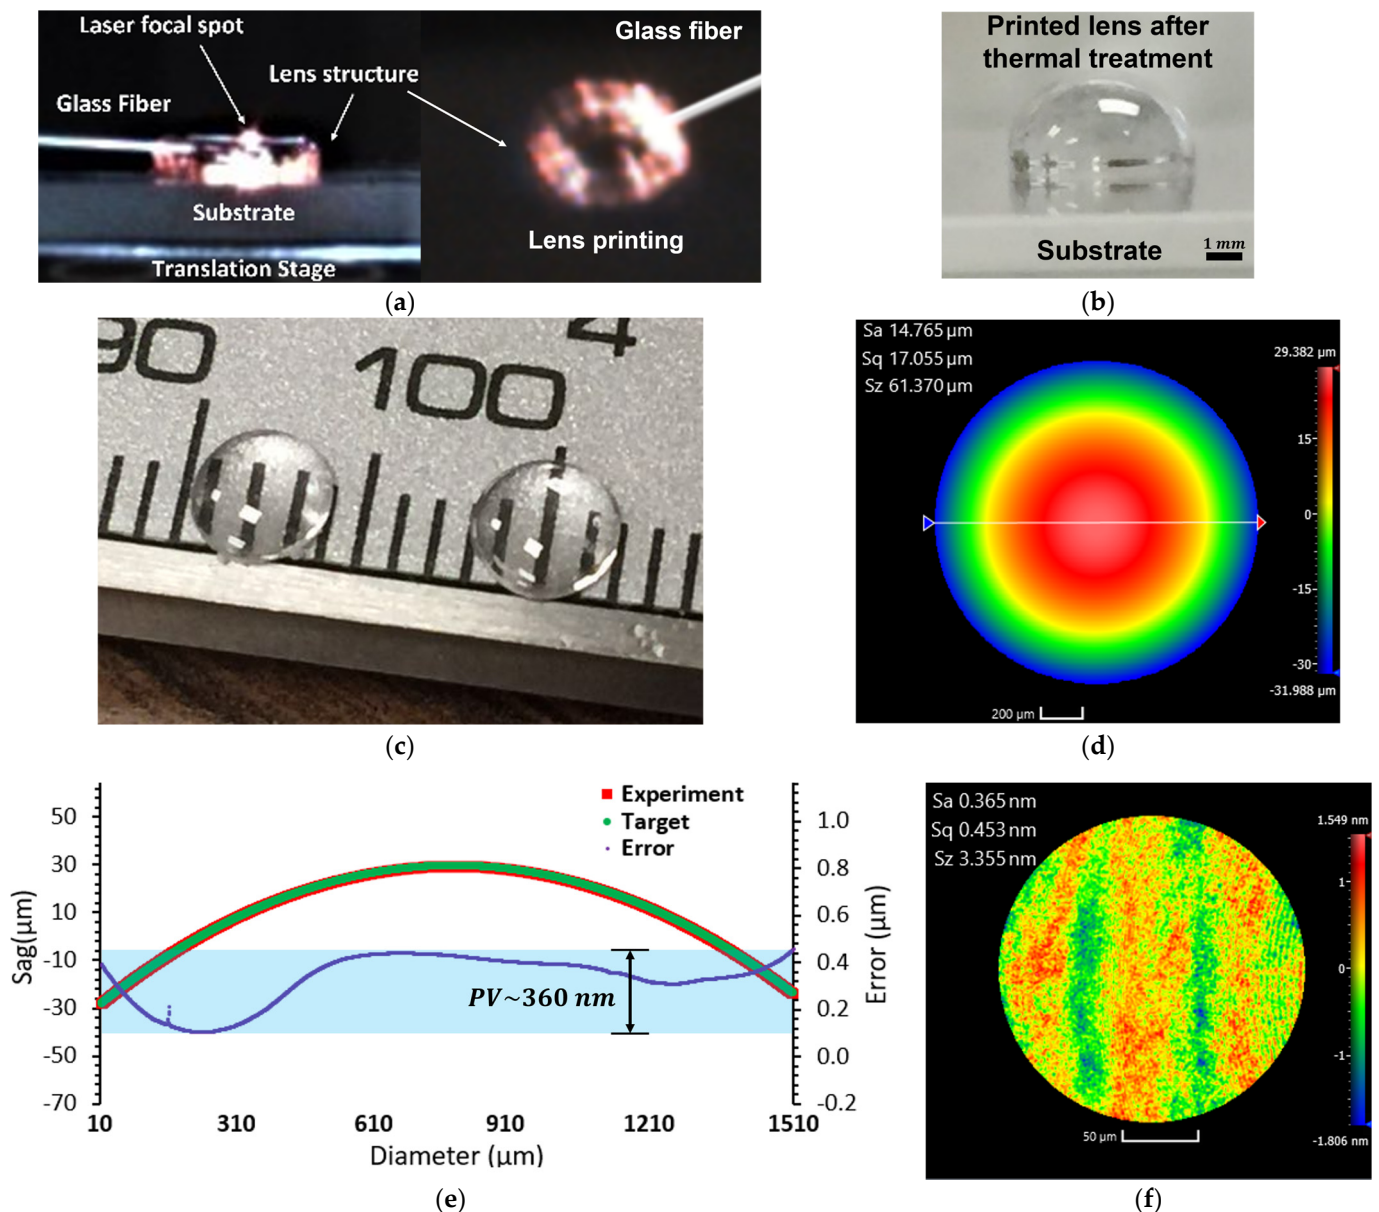 Laser focal spot
Lens structure
Glass Fiber
Substrate
Translation Stage
Glass fiber
Lens printing
(a)
Printed lens after
thermal treatment
Substrate
1 mm
(b)
90
100
4
(c)
Sa 14.765 µm
Sq 17.055 µm
Sz 61.370 µm
29.382 µm
15
0
-15
-30
-31.988 µm
200 µm
(d)
Experiment
Target
Error
Sag(µm)
50
30
10
-10
-30
-50
-70
PV~360 nm
1.0
0.8
0.6
0.4
0.2
0.0
-0.2
Error (µm)
10 310 610 910 1210 1510
Diameter (µm)
(e)
Sa 0.365 nm
Sq 0.453 nm
Sz 3.355 nm
1.549 nm
1
0
-1
-1.806 nm
50 µm
(f)